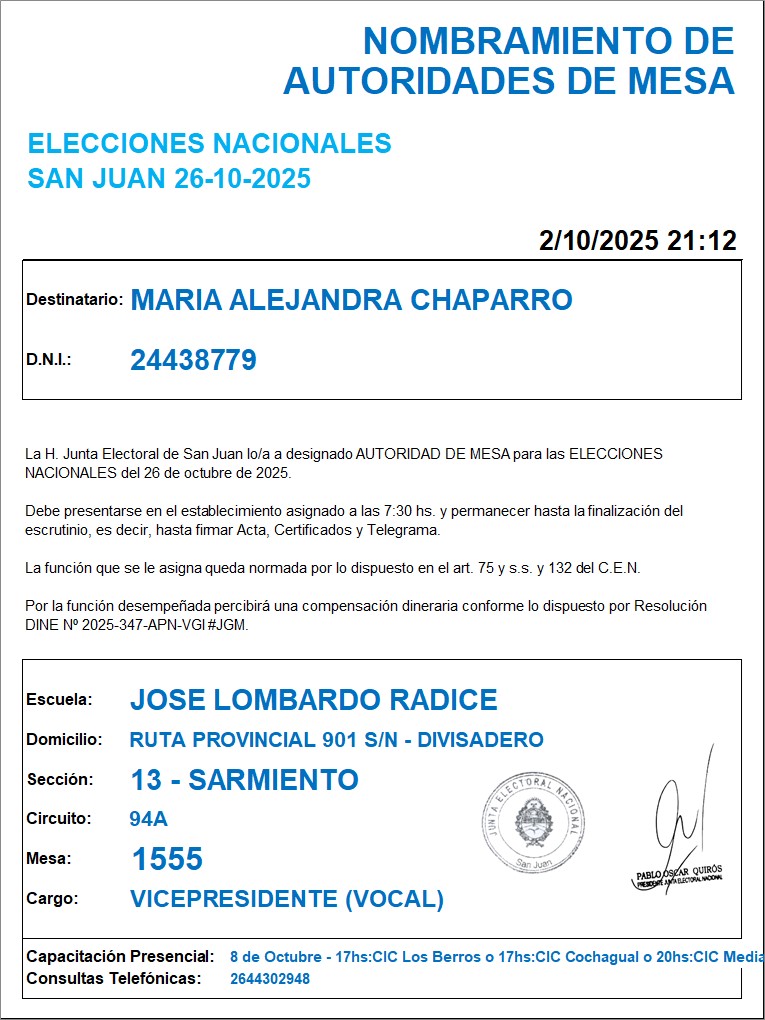 NOMBRAMIENTO DE
AUTORIDADES DE MESA
ELECCIONES NACIONALES
SAN JUAN 26-10-2025
2/10/2025 21:12
Destinatario: MARIA ALEJANDRA CHAPARRO
D.N.I.: 24438779
La H. Junta Electoral de San Juan lo/a a designado AUTORIDAD DE MESA para las ELECCIONES
NACIONALES del 26 de octubre de 2025.
Debe presentarse en el establecimiento asignado a las 7:30 hs. y permanecer hasta la finalización del
escrutinio, es decir, hasta firmar Acta, Certificados y Telegrama.
La función que se le asigna queda normada por lo dispuesto en el art. 75 y s.s. y 132 del C.E.N.
Por la función desempeñada percibirá una compensación dineraria conforme lo dispuesto por Resolución
DINE Nº 2025-347-APN-VGI#JGM.
Escuela: JOSE LOMBARDO RADICE
Domicilio: RUTA PROVINCIAL 901 S/N - DIVISADERO
Sección: 13 - SARMIENTO
Circuito: 94A
Mesa: 1555
Cargo: VICEPRESIDENTE (VOCAL)
JUNTA ELECTORAL NACIONAL
San Juan
PABLO OSCAR QUIRÓS
PRESIDENTE JUNTA ELECTORAL NACIONAL
Capacitación Presencial: 8 de Octubre - 17hs:CIC Los Berros o 17hs:CIC Cochagual o 20hs:CIC Media
Consultas Telefónicas: 2644302948